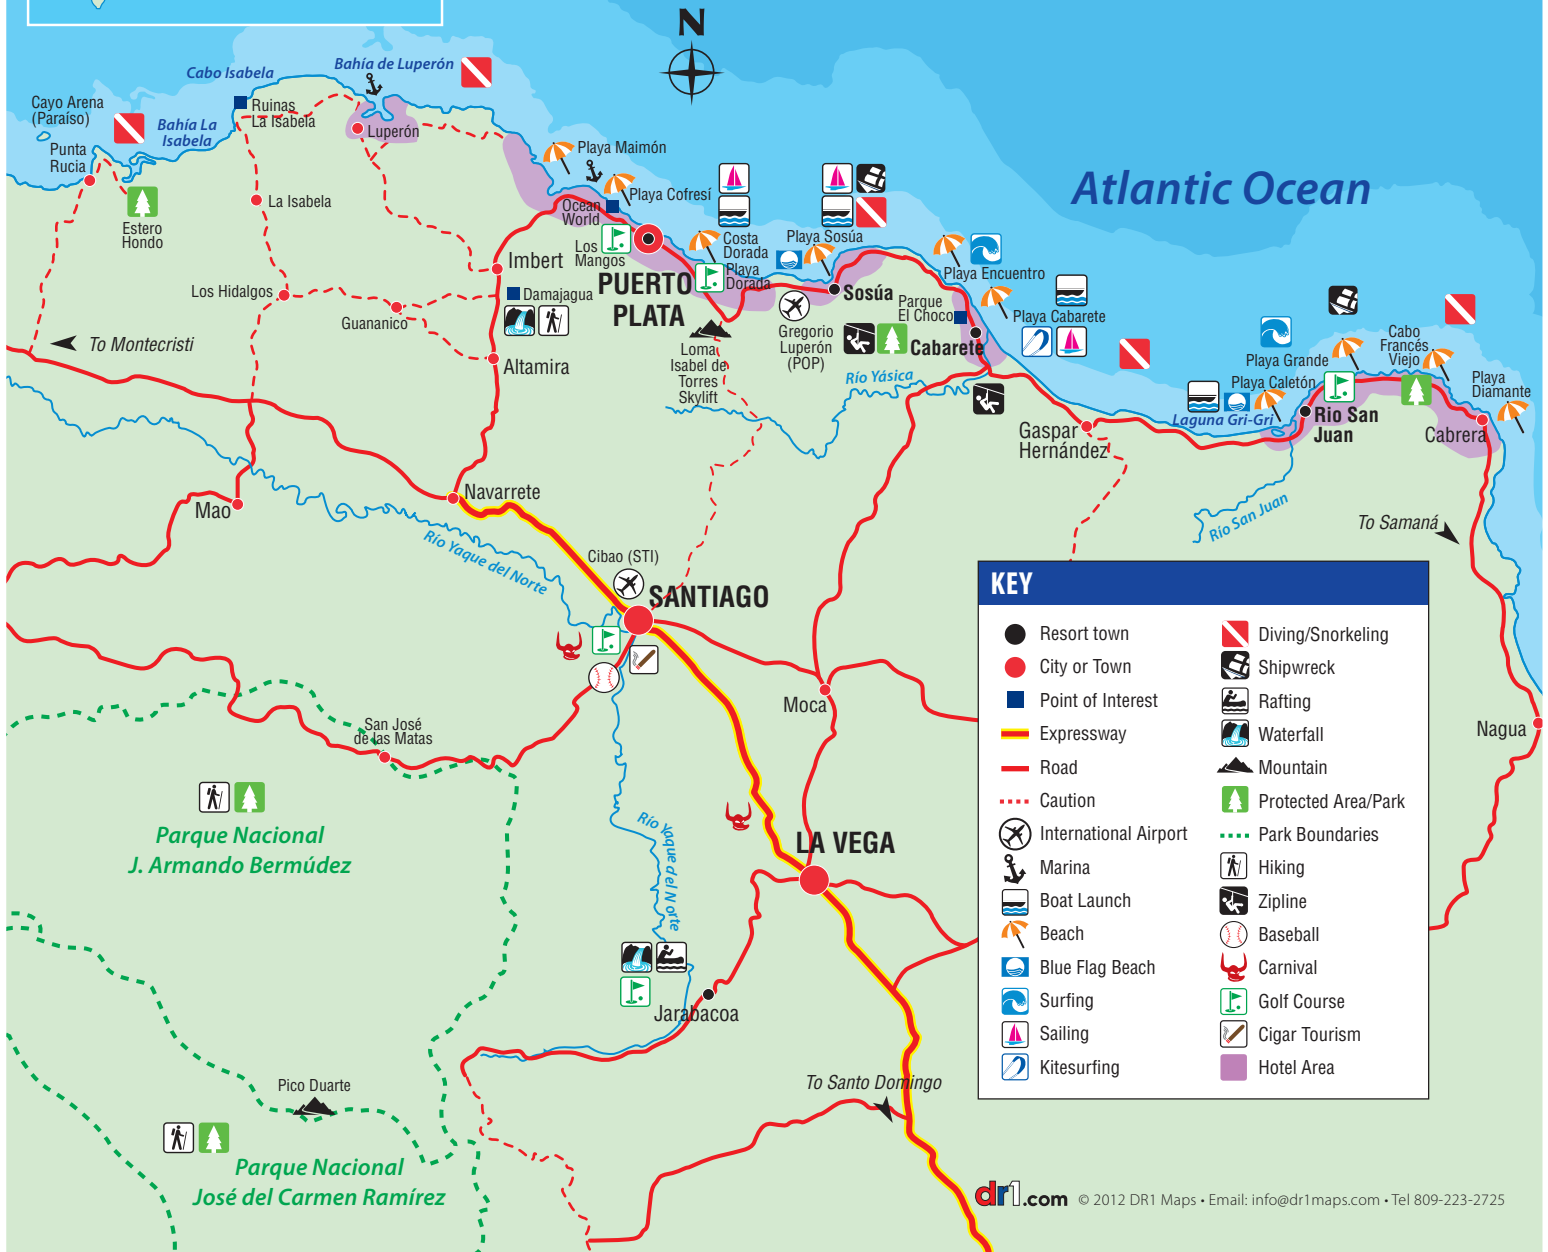 N
Cabo Isabela
Bahía de Luperón
Cayo Arena
(Paraíso)
Ruinas
La Isabela
Bahía La
Isabela
Luperón
Punta
Rucia
Playa Maimón
Atlantic Ocean
La Isabela
Playa Cofresí
Ocean
World
Estero
Hondo
Los
Mangos
Costa
Dorada
Playa Sosúa
Imbert
Playa
Dorada
Playa Encuentro
PUERTO
PLATA
Los Hidalgos
Damajagua
Sosúa
Parque
El Choco
Guananico
Playa Cabarete
Gregorio
Luperón
(POP)
Cabarete
To Montecristi
Loma
Isabel de
Torres
Skylift
Altamira
Río Yásica
Playa Grande
Cabo
Francés
Viejo
Playa Caletón
Playa
Diamante
Laguna Gri-Gri
Rio San
Juan
Cabrera
Gaspar
Hernández
Navarrete
Mao
Río San Juan
To Samaná
Río Yaque del Norte
Cibao (STI)
SANTIAGO
KEY
Resort town
City or Town
Point of Interest
Expressway
Road
Caution
International Airport
Marina
Boat Launch
Beach
Blue Flag Beach
Surfing
Sailing
Kitesurfing
Diving/Snorkeling
Shipwreck
Rafting
Waterfall
Mountain
Protected Area/Park
Park Boundaries
Hiking
Zipline
Baseball
Carnival
Golf Course
Cigar Tourism
Hotel Area
Moca
Nagua
San José
de las Matas
Parque Nacional
J. Armando Bermúdez
Río Yaque del Norte
LA VEGA
Jarabacoa
Pico Duarte
To Santo Domingo
Parque Nacional
José del Carmen Ramírez
dr1.com © 2012 DR1 Maps • Email: info@dr1maps.com • Tel 809-223-2725